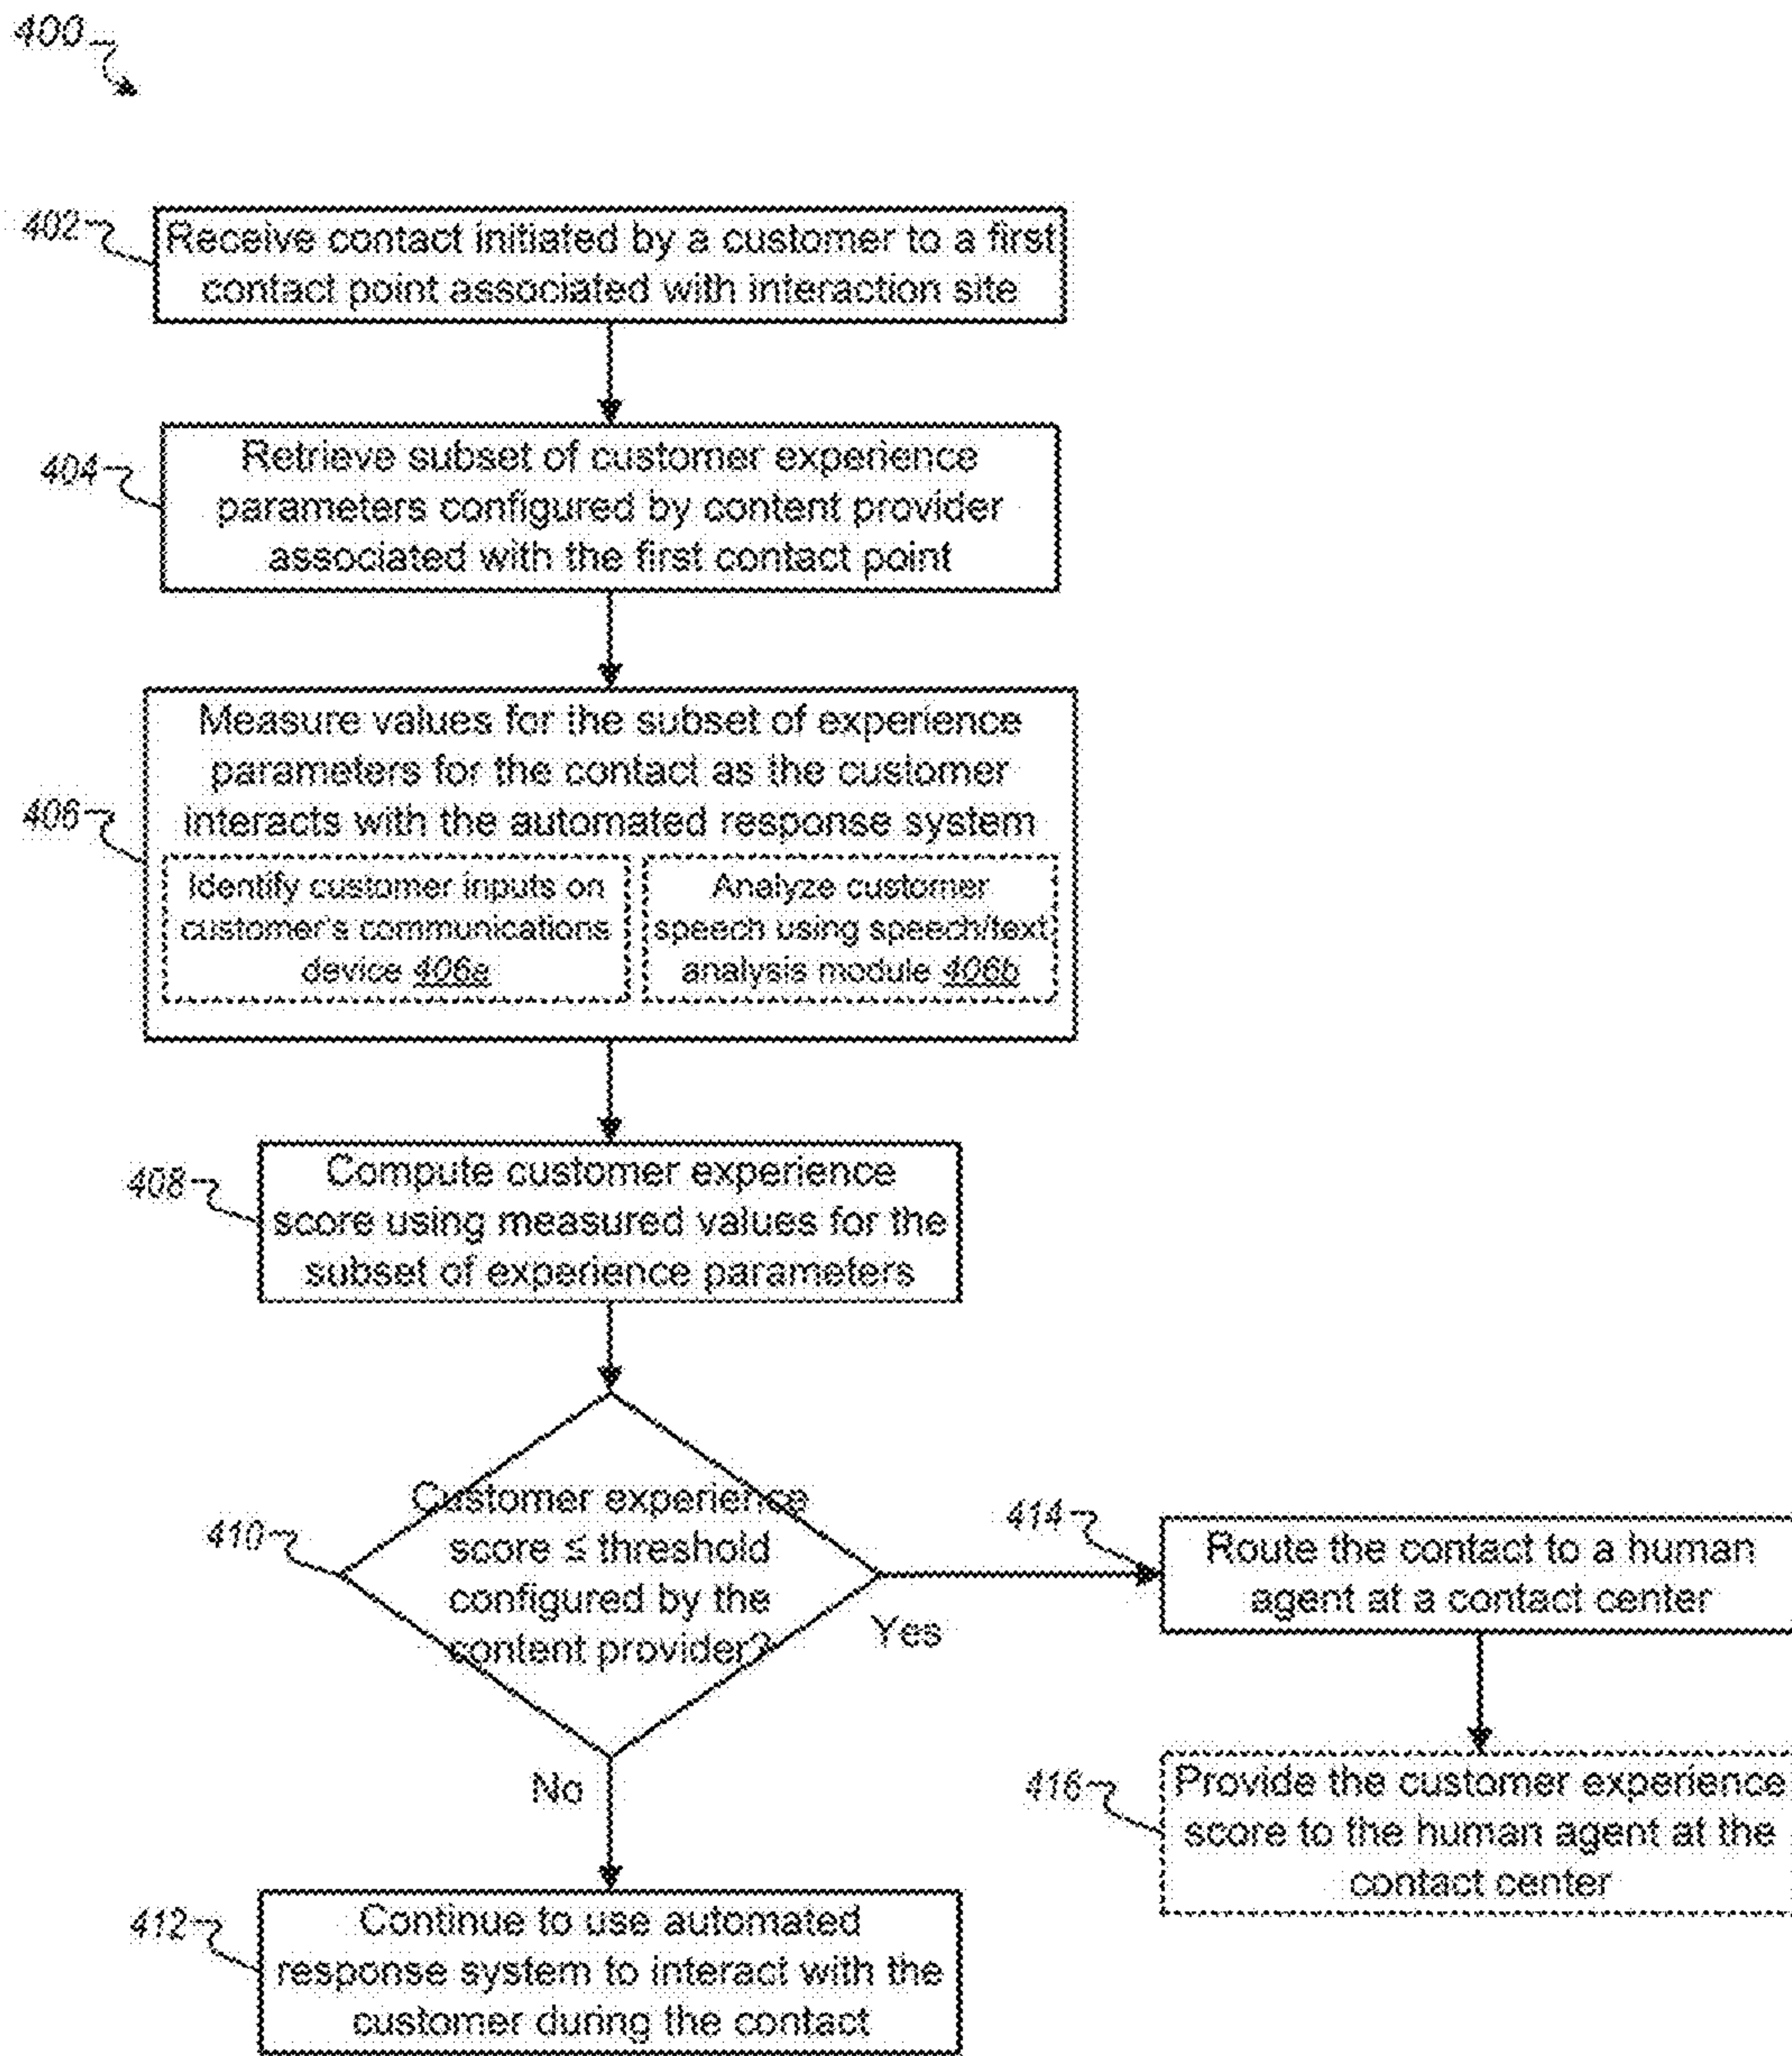 400
402
Receive contact initiated by a customer to a first
contact point associated with interaction site
404
Retrieve subset of customer experience
parameters configured by content provider
associated with the first contact point
406
Measure values for the subset of experience
parameters for the contact as the customer
interacts with the automated response system
Identify customer inputs on
customer's communications
device 406a
Analyze customer
speech using speech/text
analysis module 406b
408
Compute customer experience
score using measured values for the
subset of experience parameters
410
Customer experience
score ≤ threshold
configured by the
content provider?
Yes
No
414
Route the contact to a human
agent at a contact center
416
Provide the customer experience
score to the human agent at the
contact center
412
Continue to use automated
response system to interact with the
customer during the contact